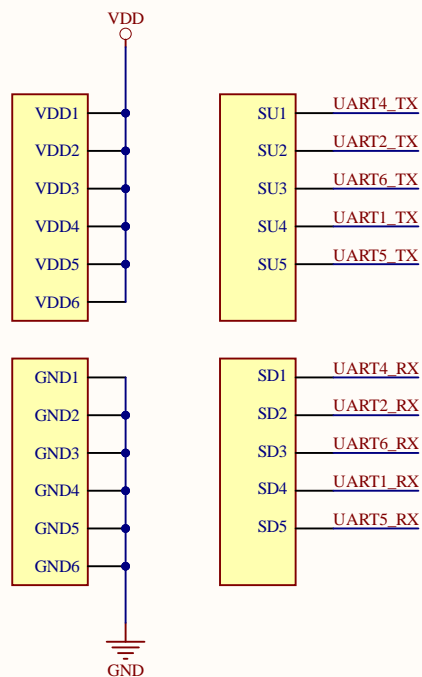 VDD
VDD1
VDD2
VDD3
VDD4
VDD5
VDD6
SU1 UART4_TX
SU2 UART2_TX
SU3 UART6_TX
SU4 UART1_TX
SU5 UART5_TX
GND1
GND2
GND3
GND4
GND5
GND6
GND
SD1 UART4_RX
SD2 UART2_RX
SD3 UART6_RX
SD4 UART1_RX
SD5 UART5_RX